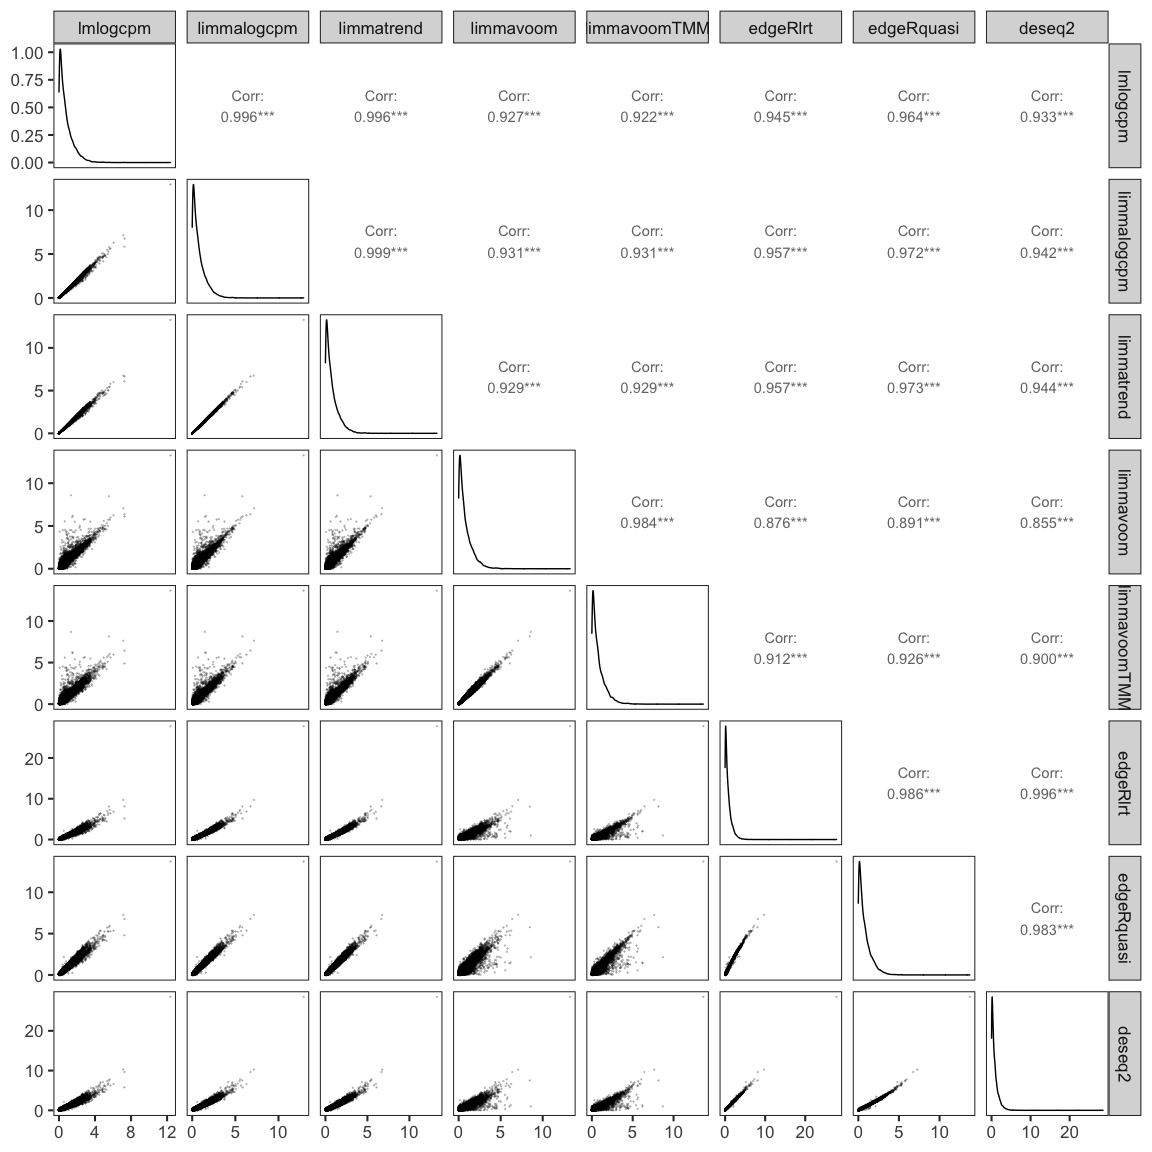 lmlogcpm limmalogcpm limmatrend limmavoom limmavoomTMM edgeRlrt edgeRquasi deseq2
1.00
0.75
0.50
0.25
0.00
Corr: Corr: Corr: Corr: Corr: Corr: Corr:
0.996*** 0.996*** 0.927*** 0.922*** 0.945*** 0.964*** 0.933***
lmlogcpm
10
5
0
Corr: Corr: Corr: Corr: Corr: Corr:
0.999*** 0.931*** 0.931*** 0.957*** 0.972*** 0.942***
limmalogcpm
10
5
0
Corr: Corr: Corr: Corr: Corr:
0.929*** 0.929*** 0.957*** 0.973*** 0.944***
limmatrend
10
5
0
Corr: Corr: Corr: Corr:
0.984*** 0.876*** 0.891*** 0.855***
limmavoom
10
5
0
Corr: Corr: Corr:
0.912*** 0.926*** 0.900***
limmavoomTMM
20
10
0
Corr: Corr:
0.986*** 0.996***
edgeRlrt
10
5
0
Corr:
0.983***
edgeRquasi
20
10
0
deseq2
0 4 8 12 0 5 10 0 5 10 0 5 10 0 5 10 0 10 20 0 5 10 0 10 20